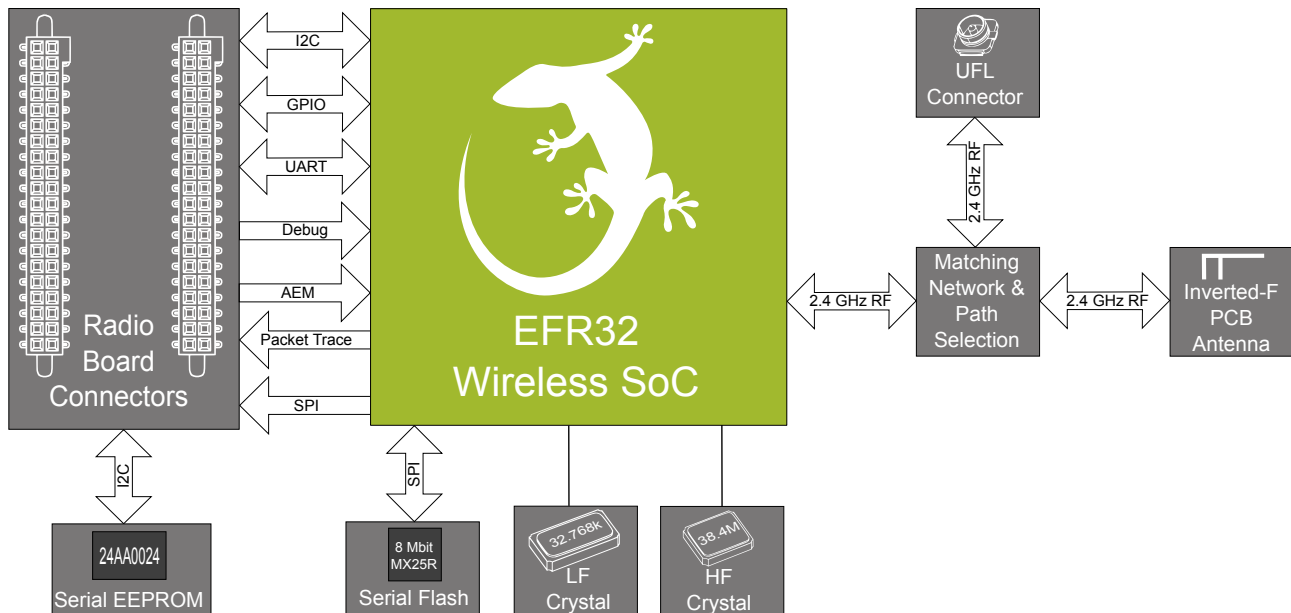 I2C
GPIO
UART
Debug
AEM
Packet Trace
SPI
Radio
Board
Connectors
EFR32
Wireless SoC
UFL
Connector
2.4 GHz RF
2.4 GHz RF
Matching
Network &
Path
Selection
2.4 GHz RF
Inverted-F
PCB
Antenna
I2C
24AA0024
Serial EEPROM
SPI
8 Mbit
MX25R
Serial Flash
32.768k
LF
Crystal
38.4M
HF
Crystal